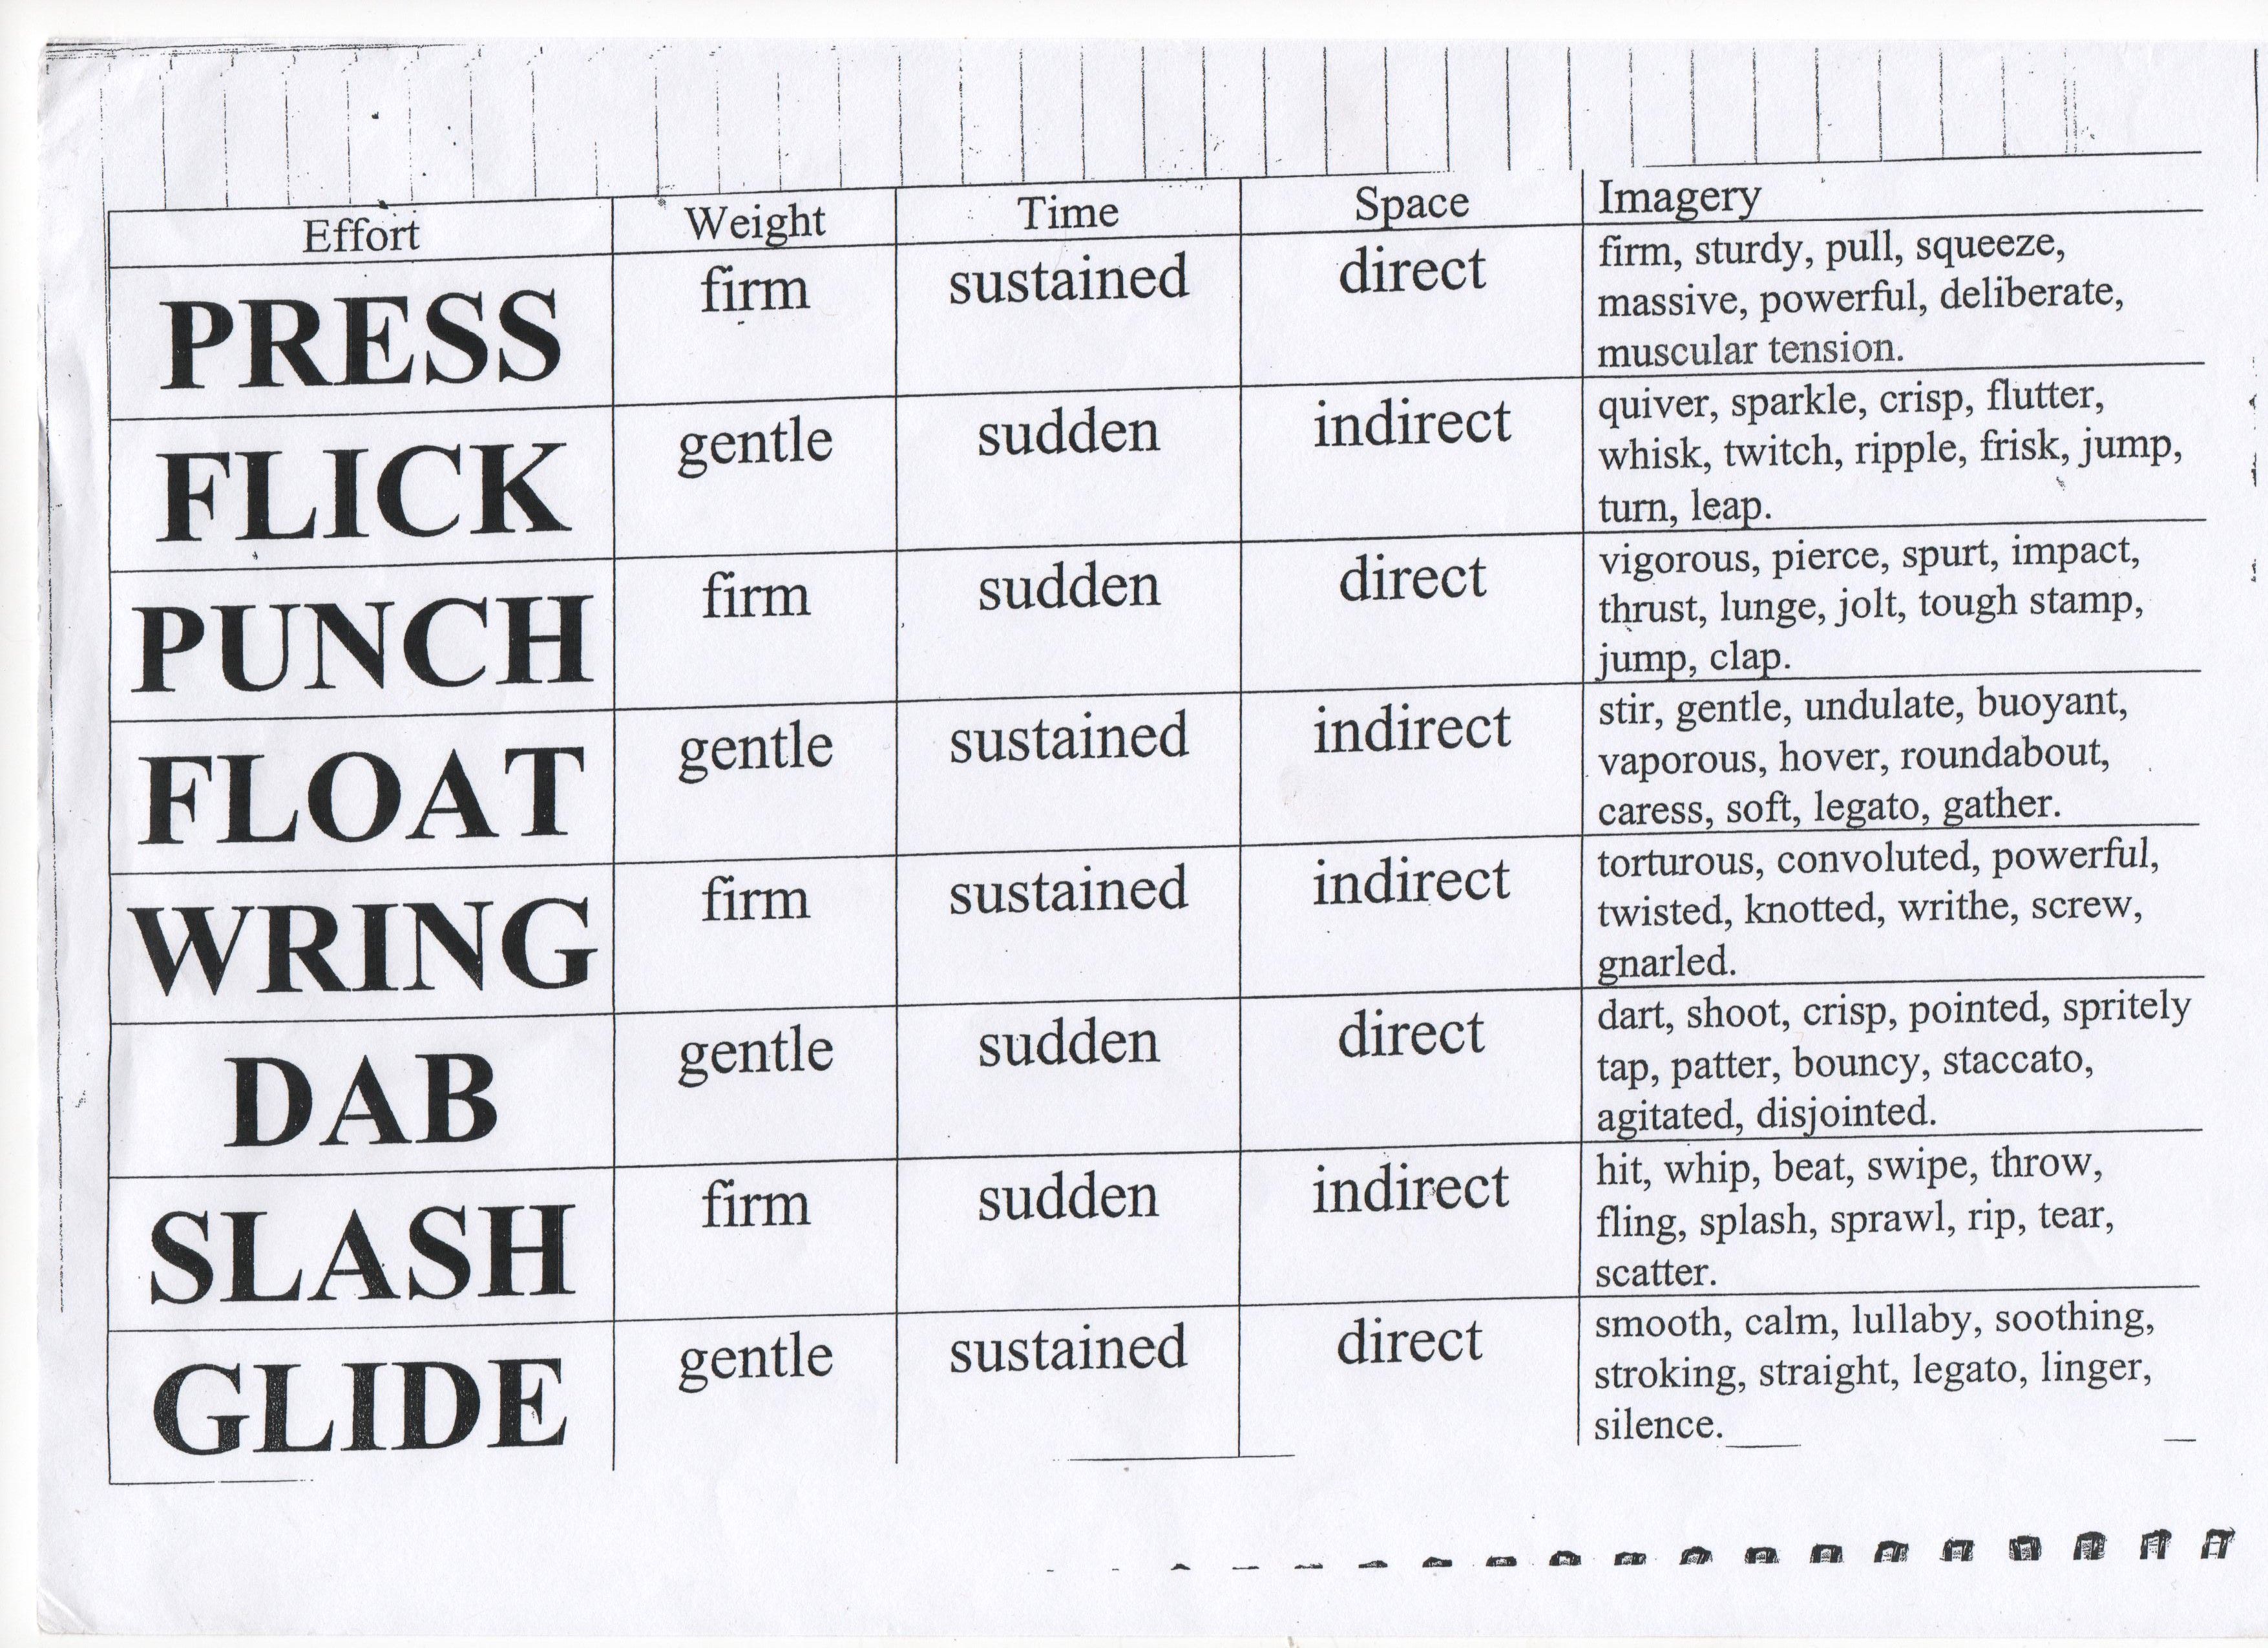 Effort Weight Time Space Imagery
PRESS firm sustained direct firm, sturdy, pull, squeeze,
massive, powerful, deliberate,
muscular tension.
FLICK gentle sudden indirect quiver, sparkle, crisp, flutter,
whisk, twitch, ripple, frisk, jump,
turn, leap.
PUNCH firm sudden direct vigorous, pierce, spurt, impact,
thrust, lunge, jolt, tough stamp,
jump, clap.
FLOAT gentle sustained indirect stir, gentle, undulate, buoyant,
vaporous, hover, roundabout,
caress, soft, legato, gather.
WRING firm sustained indirect torturous, convoluted, powerful,
twisted, knotted, writhe, screw,
gnarled.
DAB gentle sudden direct dart, shoot, crisp, pointed, spritely
tap, patter, bouncy, staccato,
agitated, disjointed.
SLASH firm sudden indirect hit, whip, beat, swipe, throw,
fling, splash, sprawl, rip, tear,
scatter.
GLIDE gentle sustained direct smooth, calm, lullaby, soothing,
stroking, straight, legato, linger,
silence.